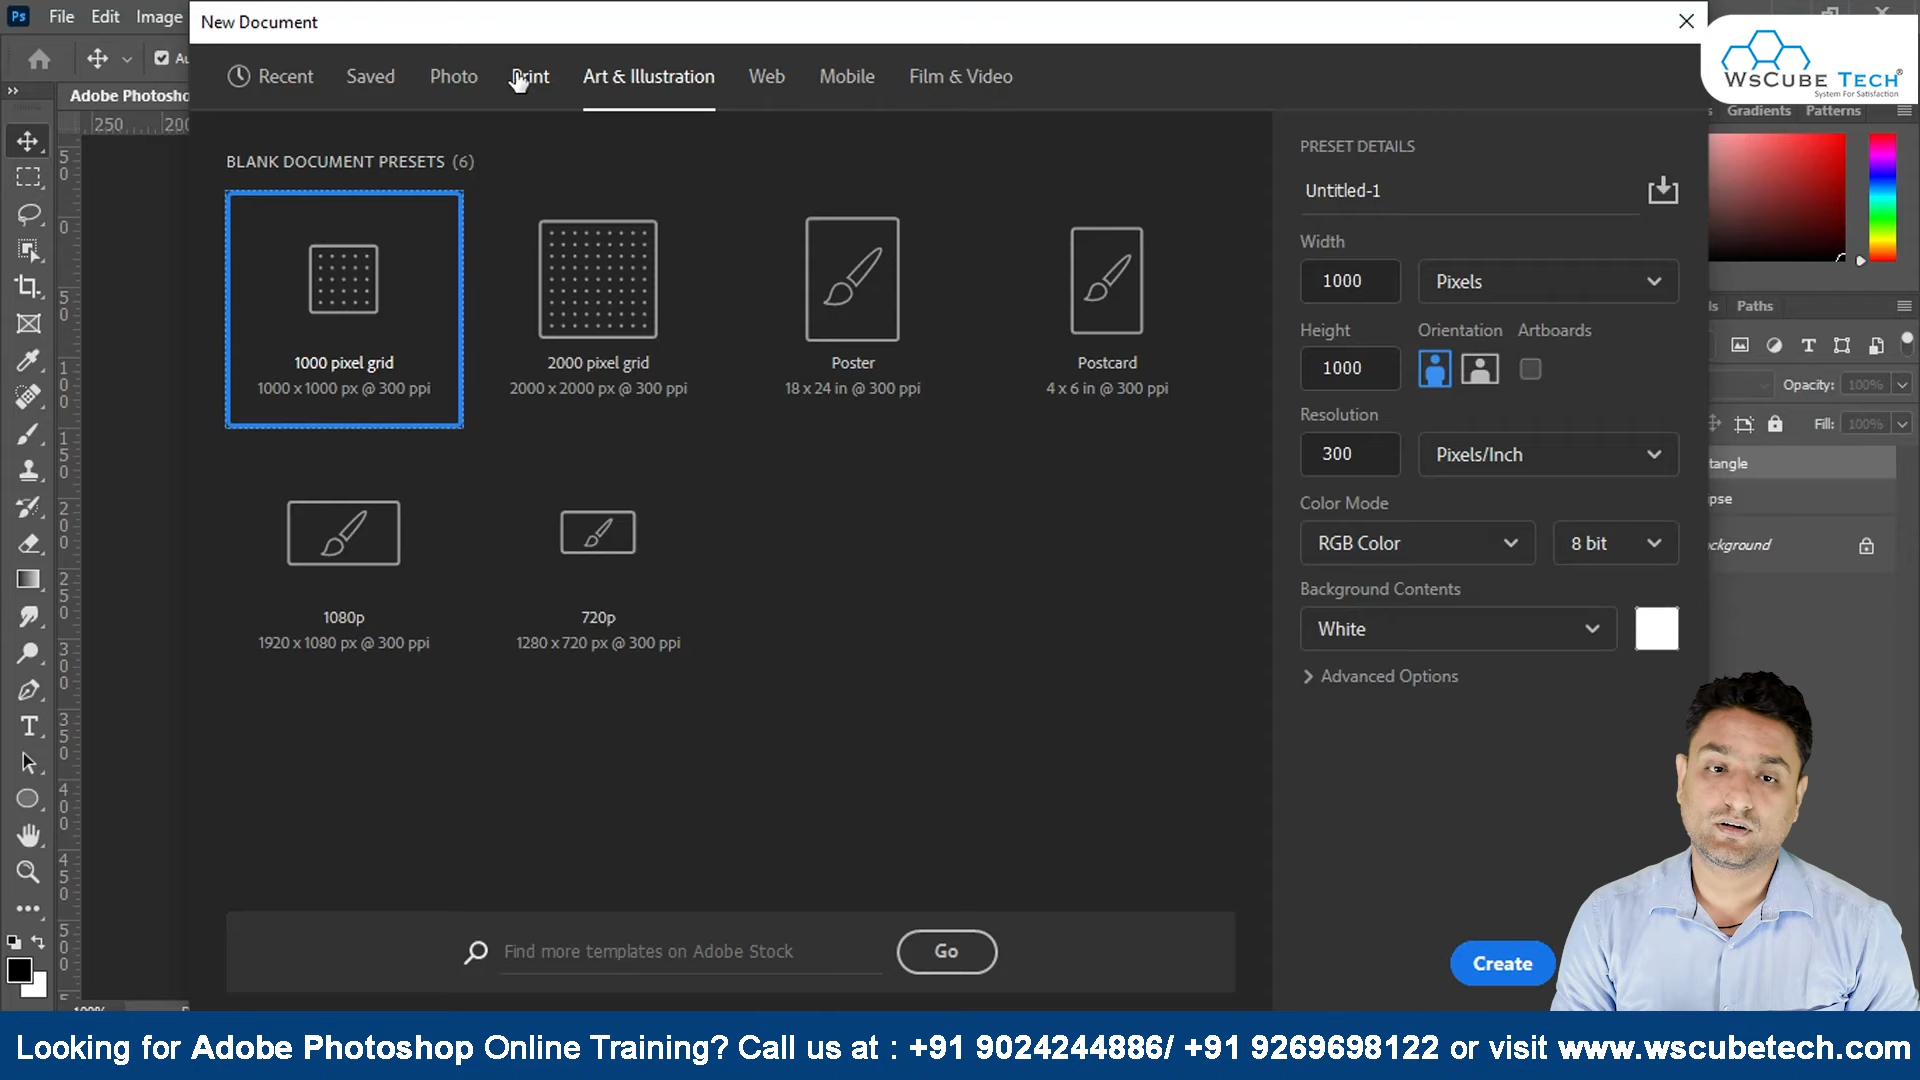 Ps File Edit Image
New Document
WsCube Tech
System For Satisfaction
Recent Saved Photo Print Art & Illustration Web Mobile Film & Video
Adobe Photosho
Gradients Patterns
250 200
BLANK DOCUMENT PRESETS (6)
1000 pixel grid
1000 x 1000 px @ 300 ppi
2000 pixel grid
2000 x 2000 px @ 300 ppi
Poster
18 x 24 in @ 300 ppi
Postcard
4 x 6 in @ 300 ppi
1080p
1920 x 1080 px @ 300 ppi
720p
1280 x 720 px @ 300 ppi
Find more templates on Adobe Stock
Go
PRESET DETAILS
Untitled-1
Width
1000 Pixels
Height Orientation Artboards
1000
Resolution
300 Pixels/Inch
Color Mode
RGB Color 8 bit
Background Contents
White
Advanced Options
Create
Paths
Opacity: 100%
Fill: 100%
tangle
pse
ckground
Looking for Adobe Photoshop Online Training? Call us at : +91 9024244886/ +91 9269698122 or visit www.wscubetech.com